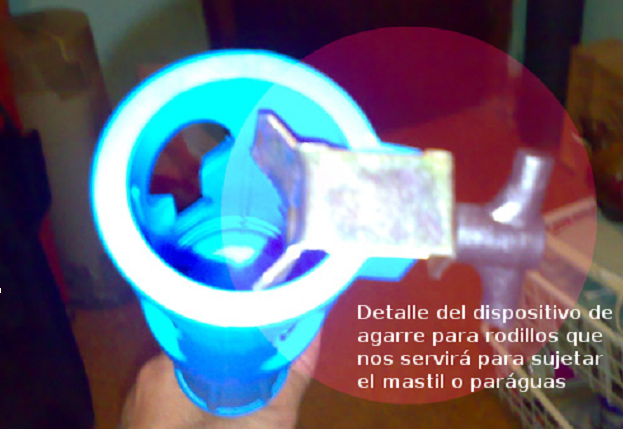 Detalle del dispositivo de
agarre para rodillos que
nos servirá para sujetar
el mastil o paráguas